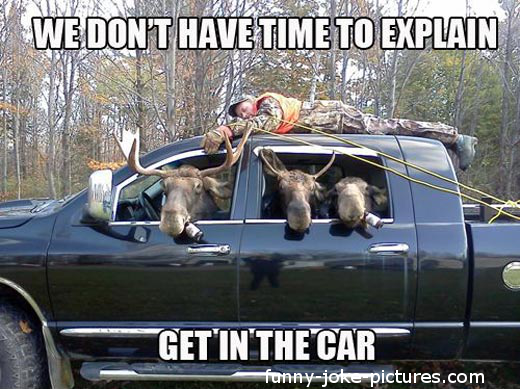 WE DON'T HAVE TIME TO EXPLAIN
GET IN THE CAR
funny-joke-pictures.com